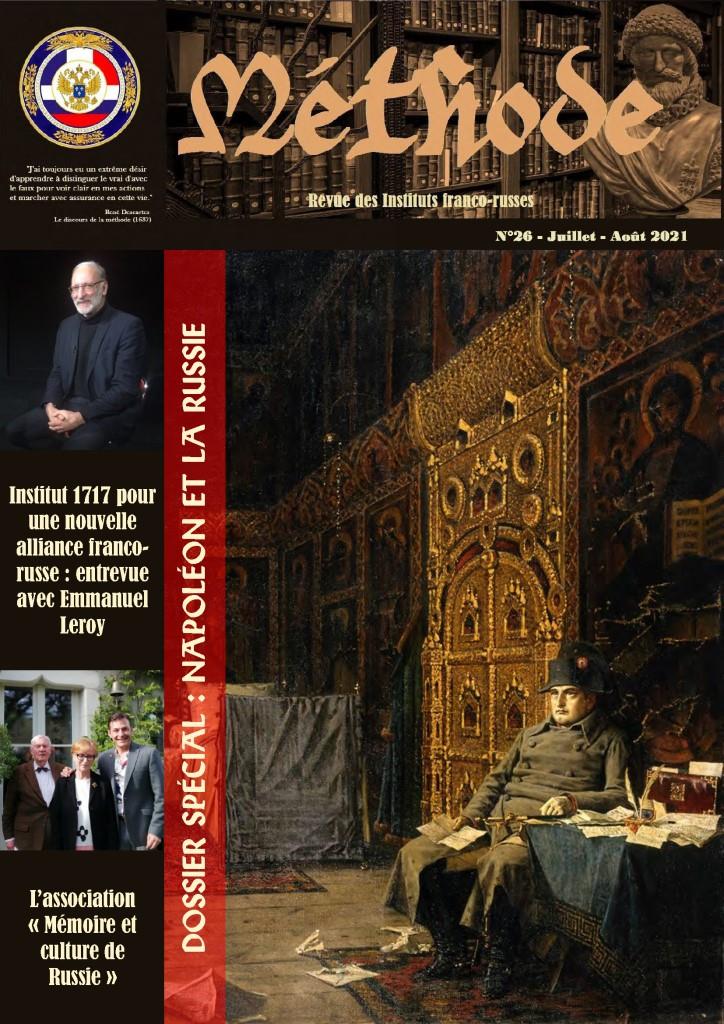 Méthode
"J'ai toujours eu un extrême désir
d'apprendre à distinguer le vrai d'avec
le faux pour voir clair en mes actions
et marcher avec assurance en cette vie."
René Descartes
Le discours de la méthode (1637)
Revue des Instituts franco-russes
N°26 - Juillet - Août 2021
DOSSIER SPÉCIAL : NAPOLÉON ET LA RUSSIE
Institut 1717 pour
une nouvelle
alliance franco-
russe : entrevue
avec Emmanuel
Leroy
L'association
« Mémoire et
culture de
Russie »